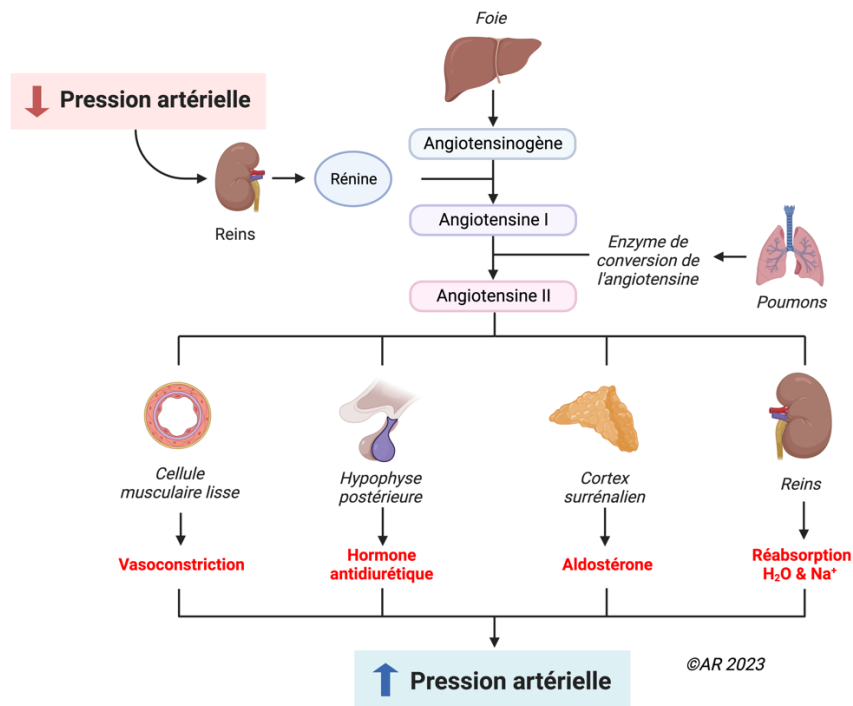 Foie
Pression artérielle
Angiotensinogène
Rénine
Reins
Angiotensine I
Enzyme de
conversion de
l'angiotensine
Poumons
Angiotensine II
Cellule
musculaire lisse
Hypophyse
postérieure
Cortex
surrénalien
Reins
Vasoconstriction
Hormone
antidiurétique
Aldostérone
Réabsorption
H₂O & Na⁺
Pression artérielle
©AR 2023